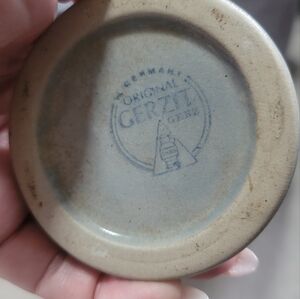 W. GERMANY
ORIGINAL
GERZIT
GERZ